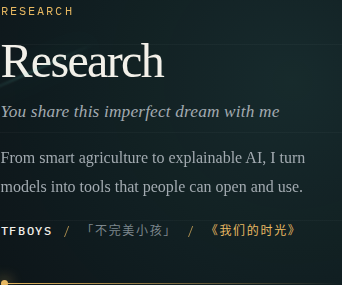 RESEARCH
Research
You share this imperfect dream with me
From smart agriculture to explainable AI, I turn
models into tools that people can open and use.
TFBOYS / 「不完美小孩」 / 《我们的时光》